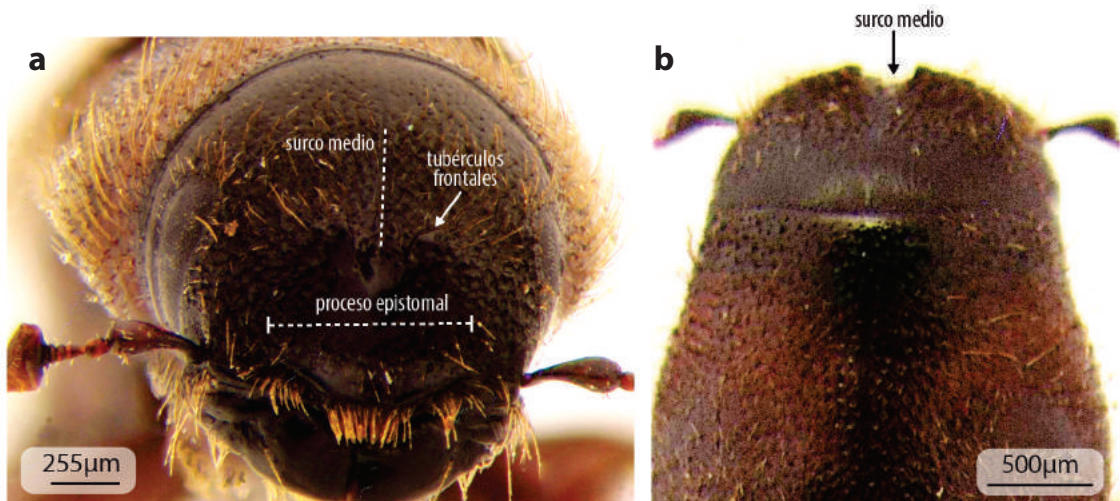 a
surco medio
tubérculos
frontales
proceso epistomal
255µm
surco medio
b
500µm